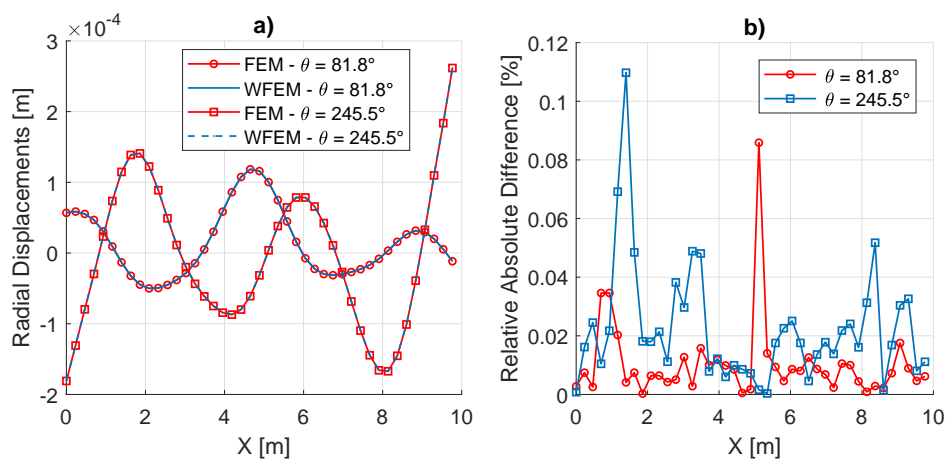 a)
×10⁻⁴
Radial Displacements [m]
3
2
1
0
-1
-2
FEM - θ = 81.8°
WFEM - θ = 81.8°
FEM - θ = 245.5°
WFEM - θ = 245.5°
0 2 4 6 8 10
X [m]
b)
Relative Absolute Difference [%]
0.12
0.1
0.08
0.06
0.04
0.02
0
θ = 81.8°
θ = 245.5°
0 2 4 6 8 10
X [m]